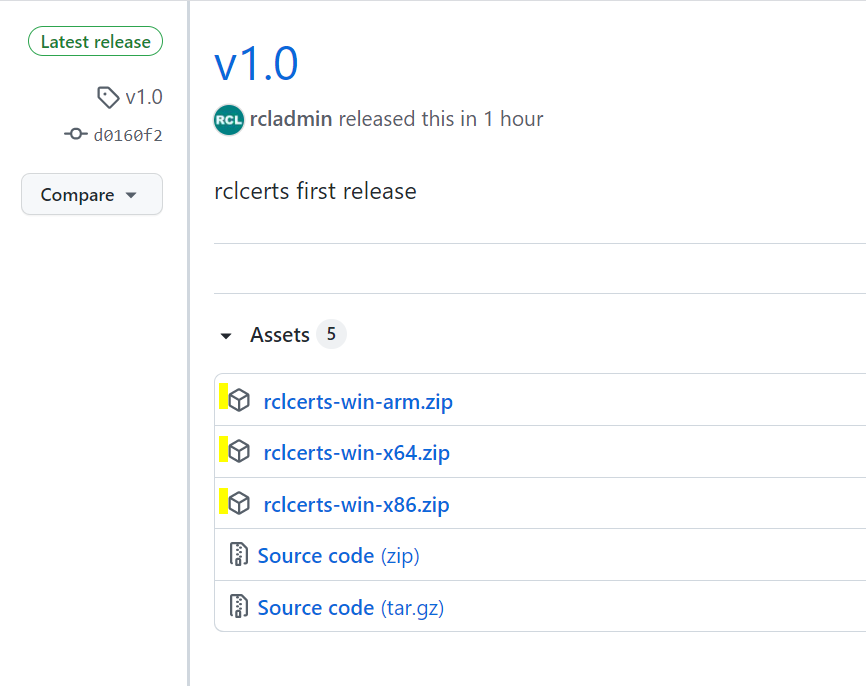 Latest release
v1.0
d0160f2
Compare
v1.0
RCL rcladmin released this in 1 hour
rclcerts first release
Assets 5
rclcerts-win-arm.zip
rclcerts-win-x64.zip
rclcerts-win-x86.zip
Source code (zip)
Source code (tar.gz)